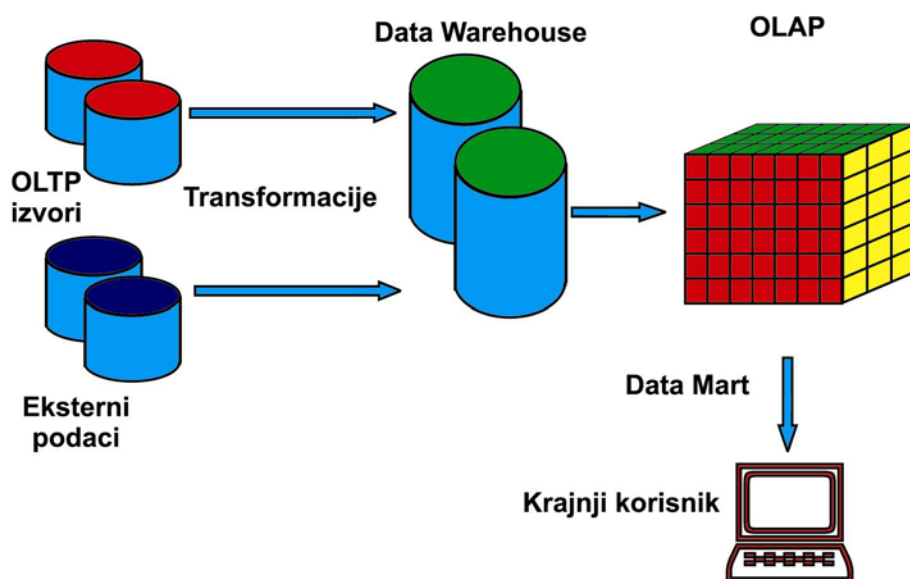 Data Warehouse
OLAP
OLTP
izvori
Transformacije
Eksterni
podaci
Data Mart
Krajnji korisnik